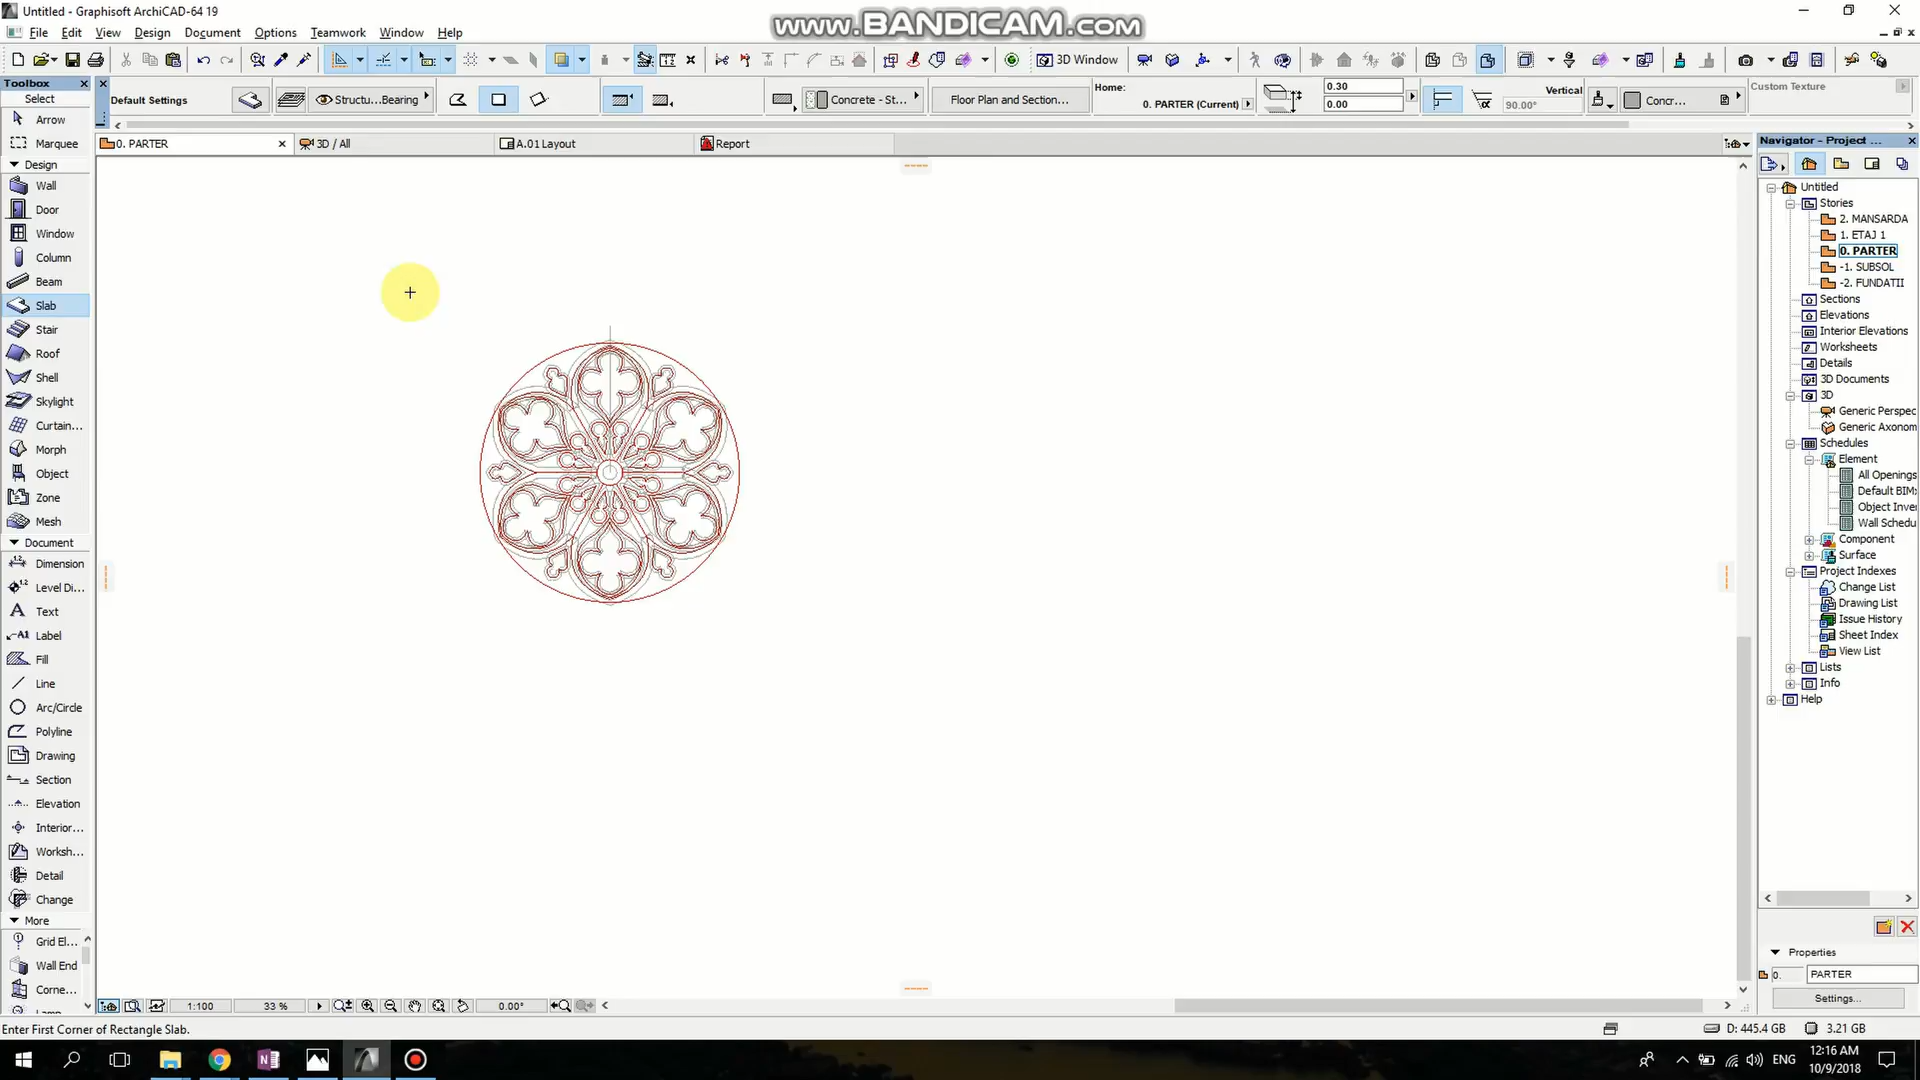 Untitled - Graphisoft ArchiCAD-64 19
www.BANDICAM.com
File Edit View Design Document Options Teamwork Window Help
3D Window
Toolbox
Select
Arrow
Marquee
Design
Wall
Door
Window
Column
Beam
Slab
Stair
Roof
Shell
Skylight
Curtain...
Morph
Object
Zone
Mesh
Document
Dimension
Level Di...
Text
Label
Fill
Line
Arc/Circle
Polyline
Drawing
Section
Elevation
Interior...
Worksh...
Detail
Change
More
Grid El...
Wall End
Corne...
Default Settings
Structu...Bearing
Concrete - St...
Floor Plan and Section...
Home:
0. PARTER (Current)
0.30
0.00
Vertical
90.00°
Concr...
Custom Texture
0. PARTER
3D / All
A.01 Layout
Report
Navigator - Project ...
Untitled
Stories
2. MANSARDA
1. ETAJ 1
0. PARTER
-1. SUBSOL
-2. FUNDATII
Sections
Elevations
Interior Elevations
Worksheets
Details
3D Documents
3D
Generic Perspec
Generic Axonom
Schedules
Element
All Openings
Default BIMx
Object Inver
Wall Schedu
Component
Surface
Project Indexes
Change List
Drawing List
Issue History
Sheet Index
View List
Lists
Info
Help
Properties
0.
PARTER
Settings...
1:100
33 %
0.00°
Enter First Corner of Rectangle Slab.
D: 445.4 GB
3.21 GB
ENG
12:16 AM
10/9/2018